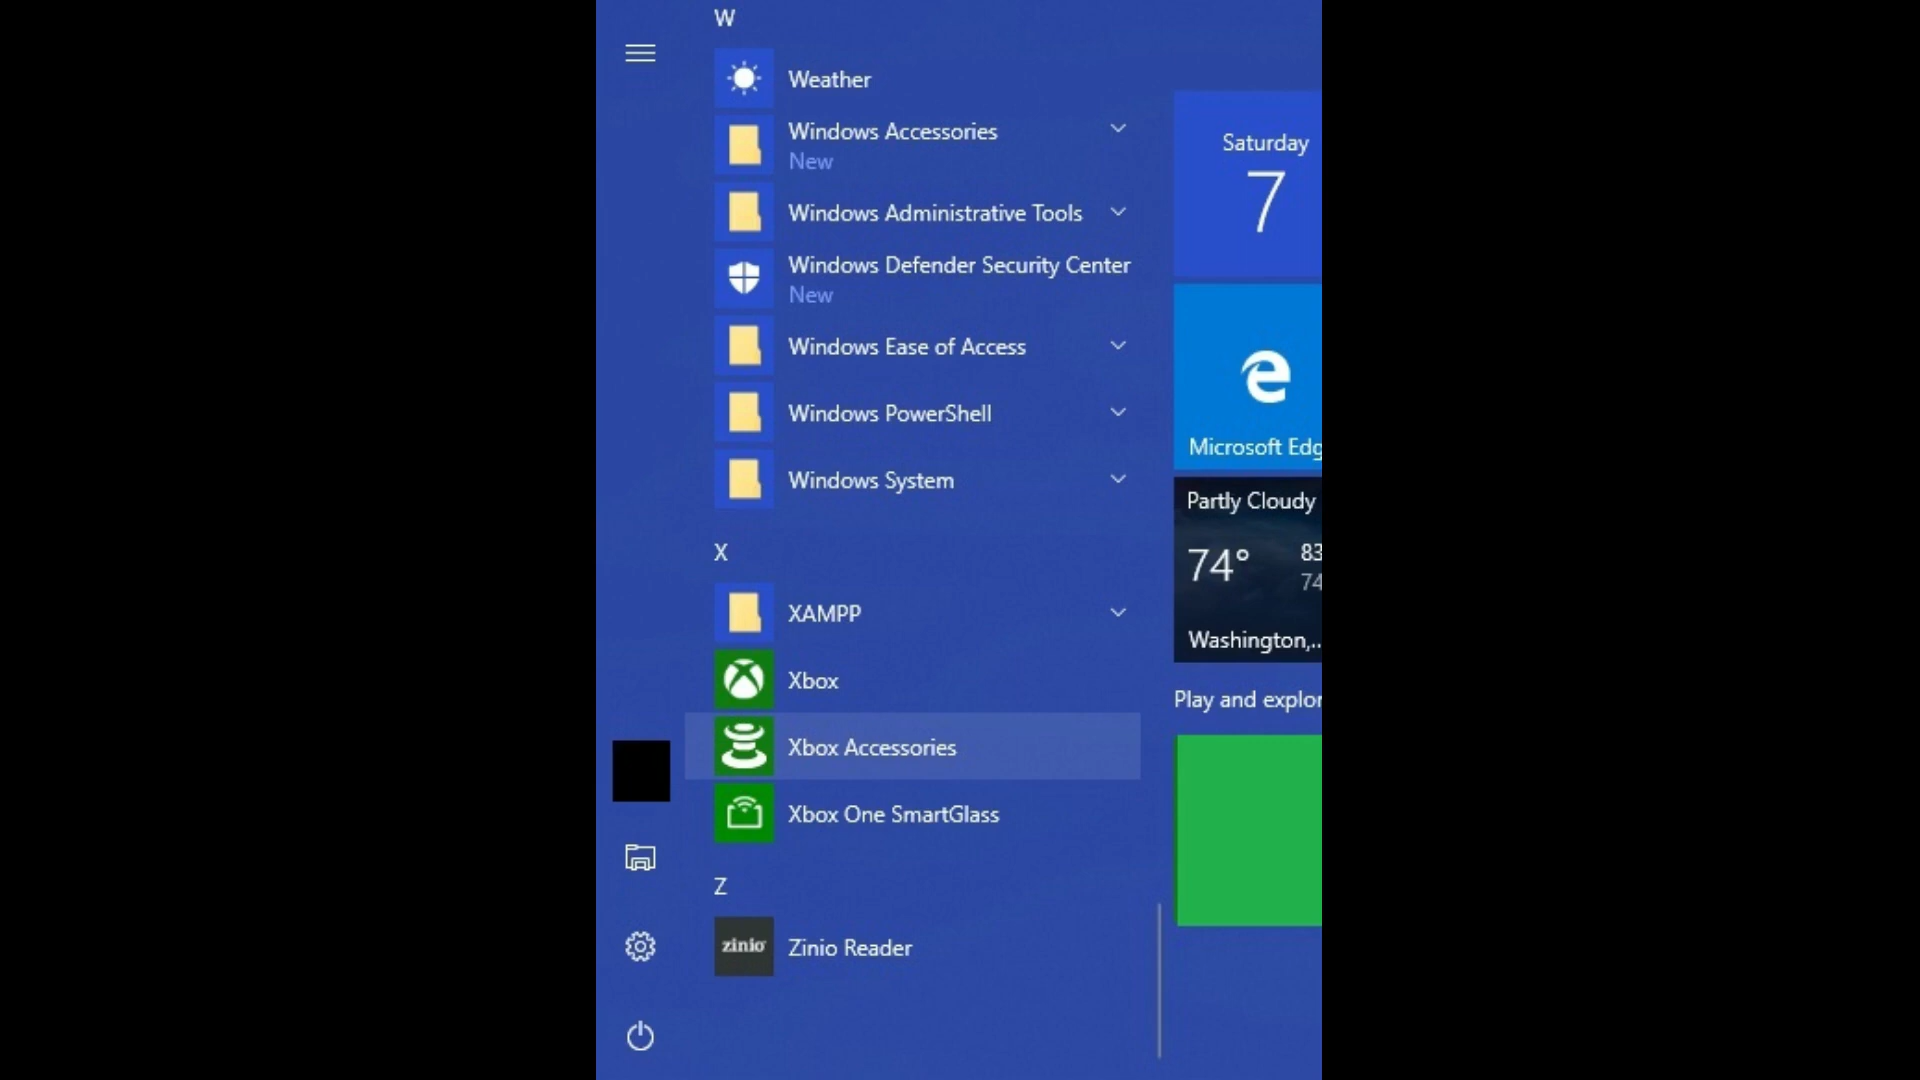 W
Weather
Windows Accessories
New
Windows Administrative Tools
Windows Defender Security Center
New
Windows Ease of Access
Windows PowerShell
Windows System
X
XAMPP
Xbox
Xbox Accessories
Xbox One SmartGlass
Z
zinio
Zinio Reader
Saturday
7
Microsoft Edg
Partly Cloudy
74° 83
74
Washington,..
Play and explor